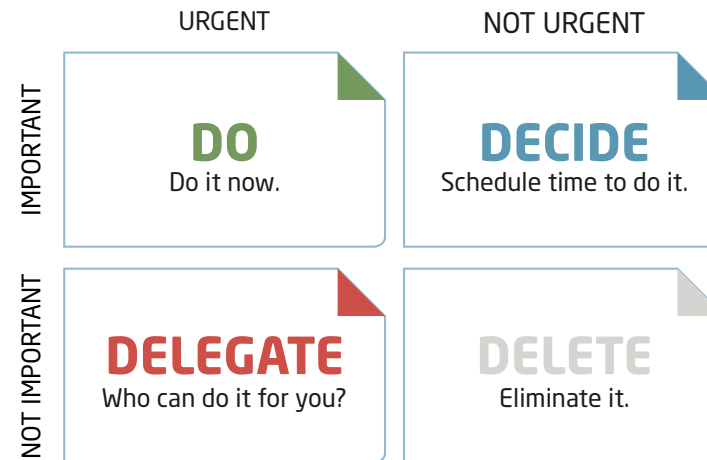 URGENT
NOT URGENT
IMPORTANT
DO
Do it now.
DECIDE
Schedule time to do it.
NOT IMPORTANT
DELEGATE
Who can do it for you?
DELETE
Eliminate it.